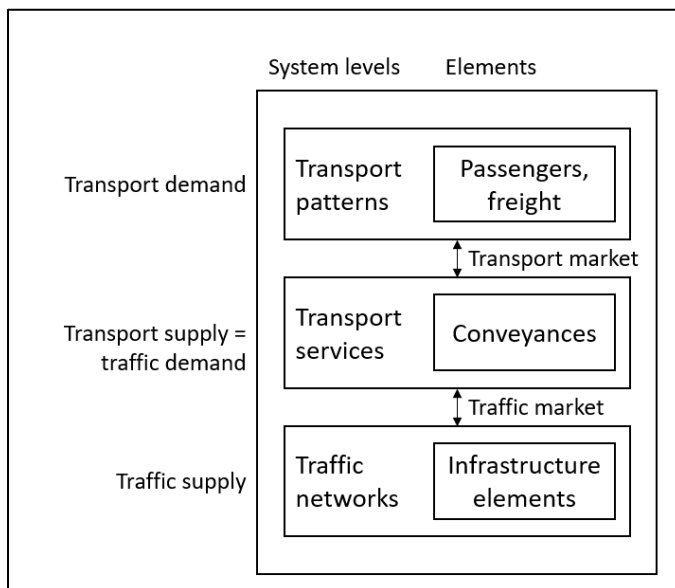 System levels Elements
Transport demand
Transport
patterns
Passengers,
freight
Transport market
Transport supply =
traffic demand
Transport
services
Conveyances
Traffic market
Traffic supply
Traffic
networks
Infrastructure
elements